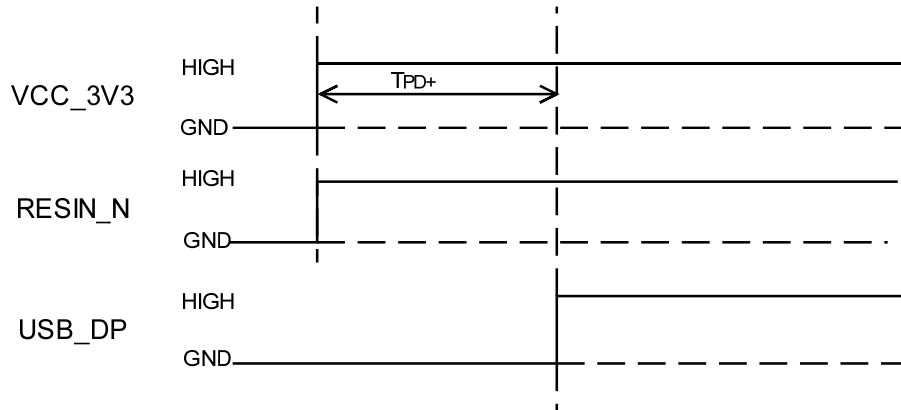 HIGH
TPD+
VCC_3V3
GND
HIGH
RESIN_N
GND
HIGH
USB_DP
GND